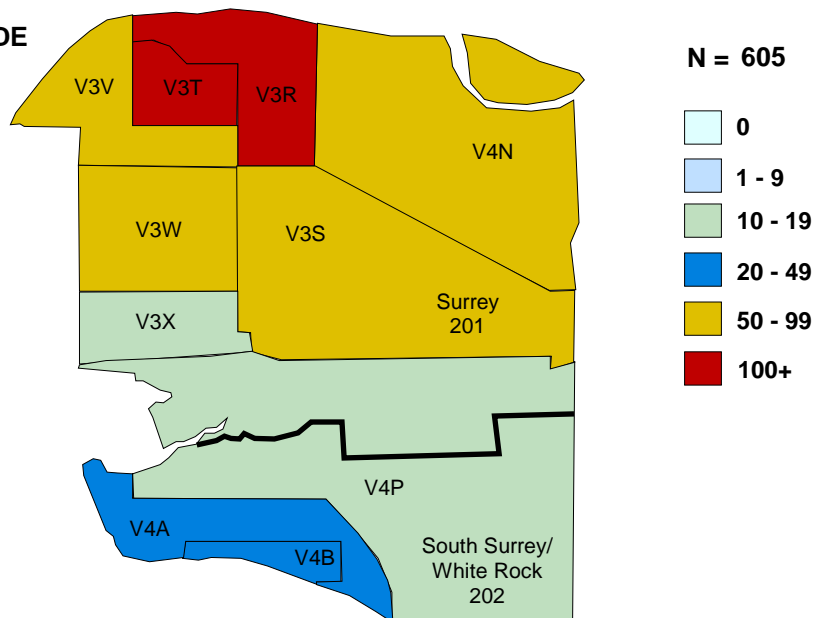 DE
N = 605
V3V
V3T
V3R
V4N
V3W
V3S
V3X
Surrey
201
V4P
V4A
V4B
South Surrey/
White Rock
202
0
1 - 9
10 - 19
20 - 49
50 - 99
100+